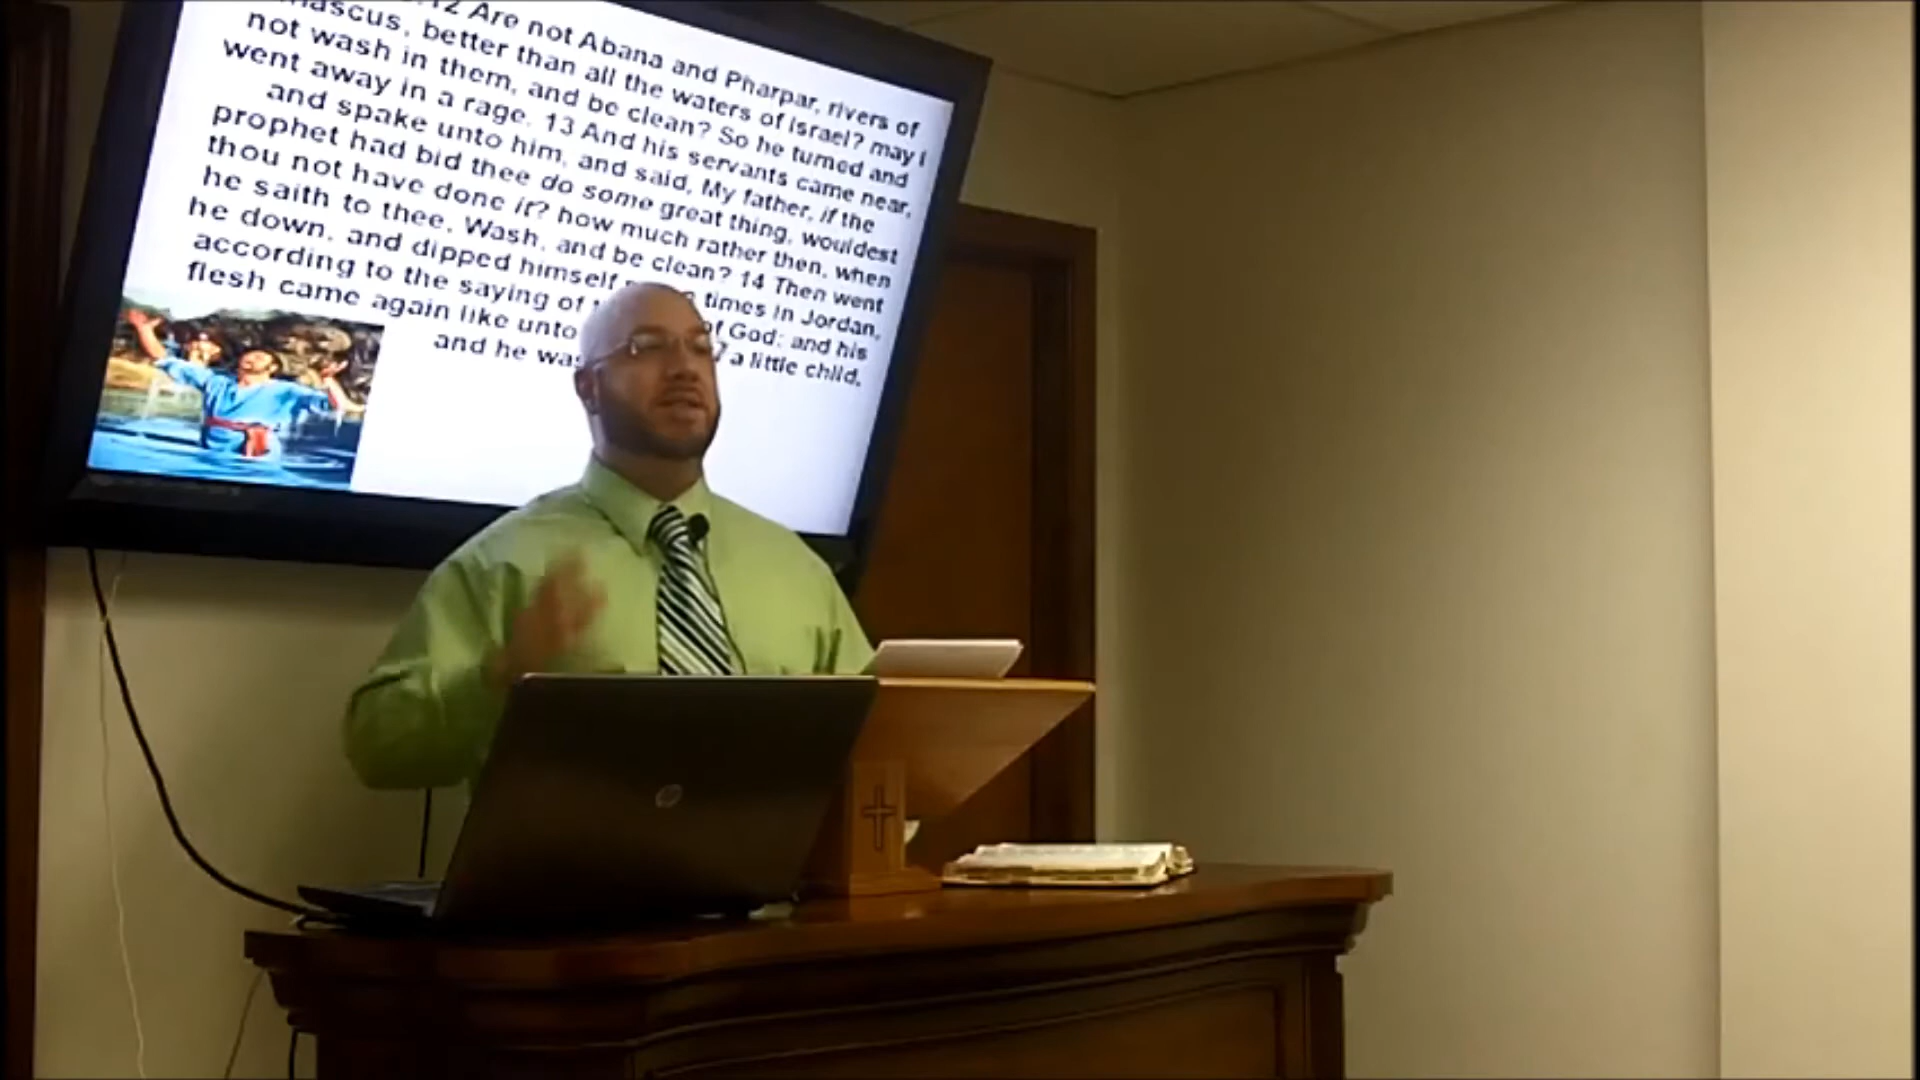 12 Are not Abana and Pharpar, rivers of
better than all the waters of Israel? may I
not wash in them, and be clean? So he turned and
went away in a rage. 13 And his servants came near,
and spake unto him, and said, My father, if the
prophet had bid thee do some great thing, wouldest
thou not have done it? how much rather then, when
he saith to thee, Wash, and be clean? 14 Then went
he down, and dipped himself times in Jordan,
according to the saying of of God: and his
flesh came again like unto a little child,
and he was
hp